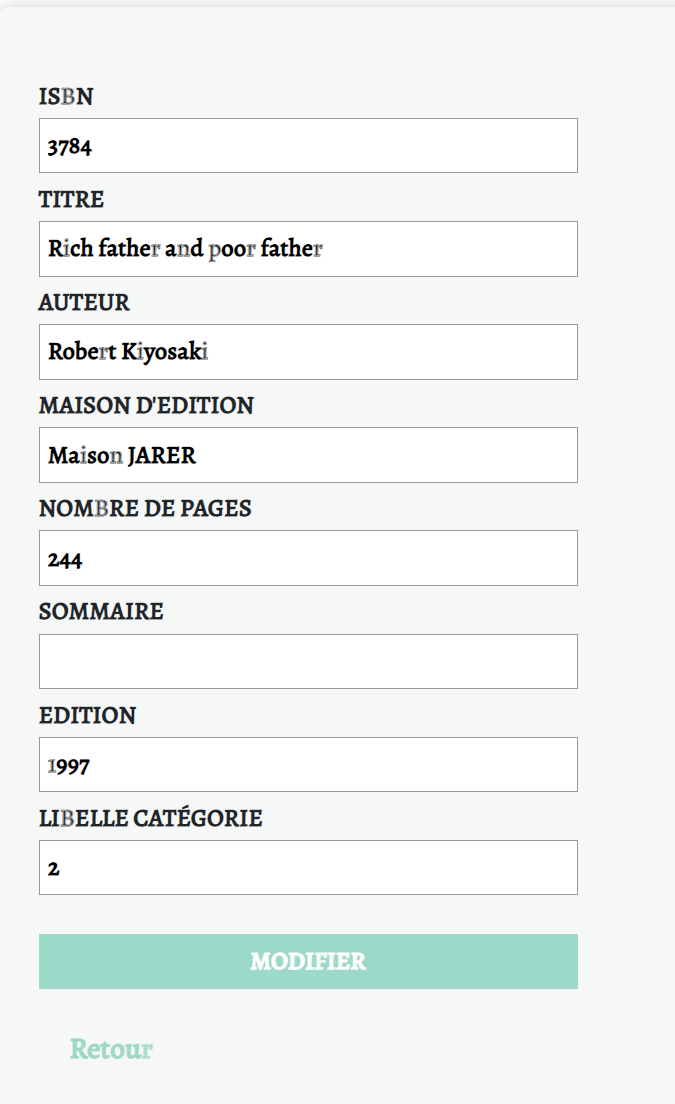 ISBN
3784
TITRE
Rich father and poor father
AUTEUR
Robert Kiyosaki
MAISON D'EDITION
Maison JARER
NOMBRE DE PAGES
244
SOMMAIRE
EDITION
1997
LIBELLE CATÉGORIE
2
MODIFIER
Retour